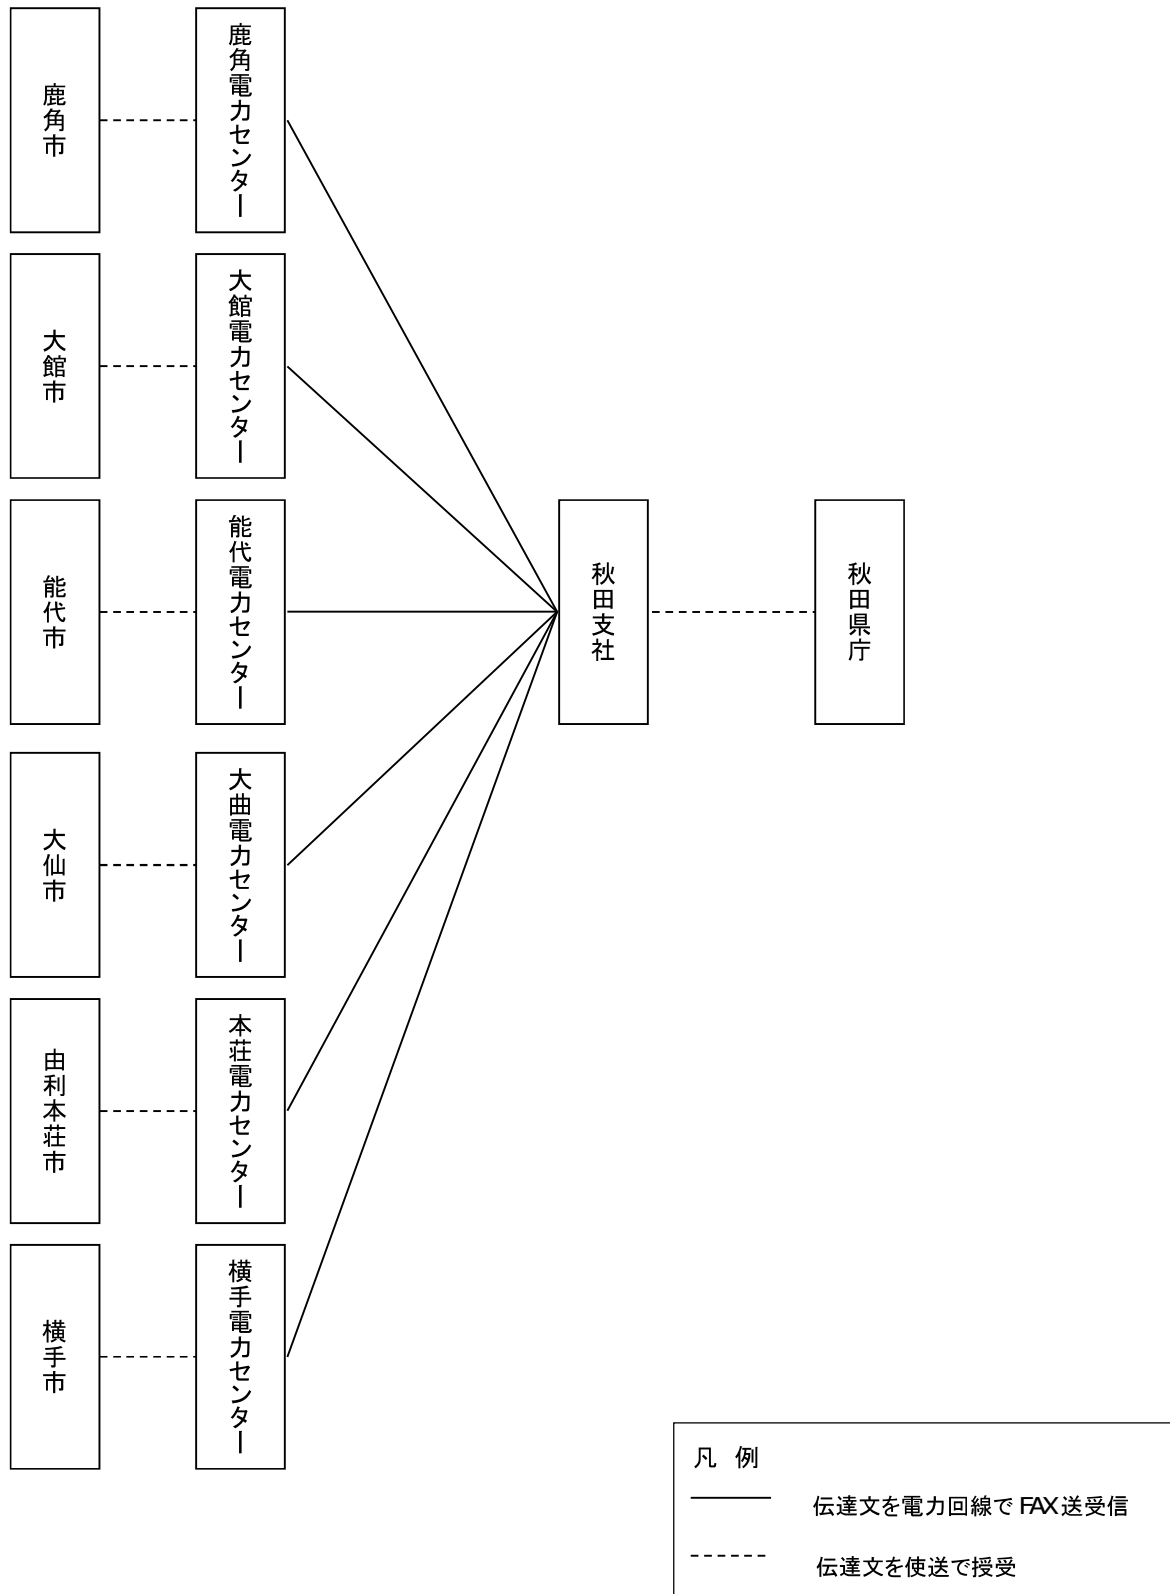 鹿角市
鹿角電力センター
大館市
大館電力センター
能代市
能代電力センター
秋田支社
秋田県庁
大仙市
大曲電力センター
由利本荘市
本荘電力センター
横手市
横手電力センター
凡 例
伝達文を電力回線で FAX送受信
伝達文を使送で授受